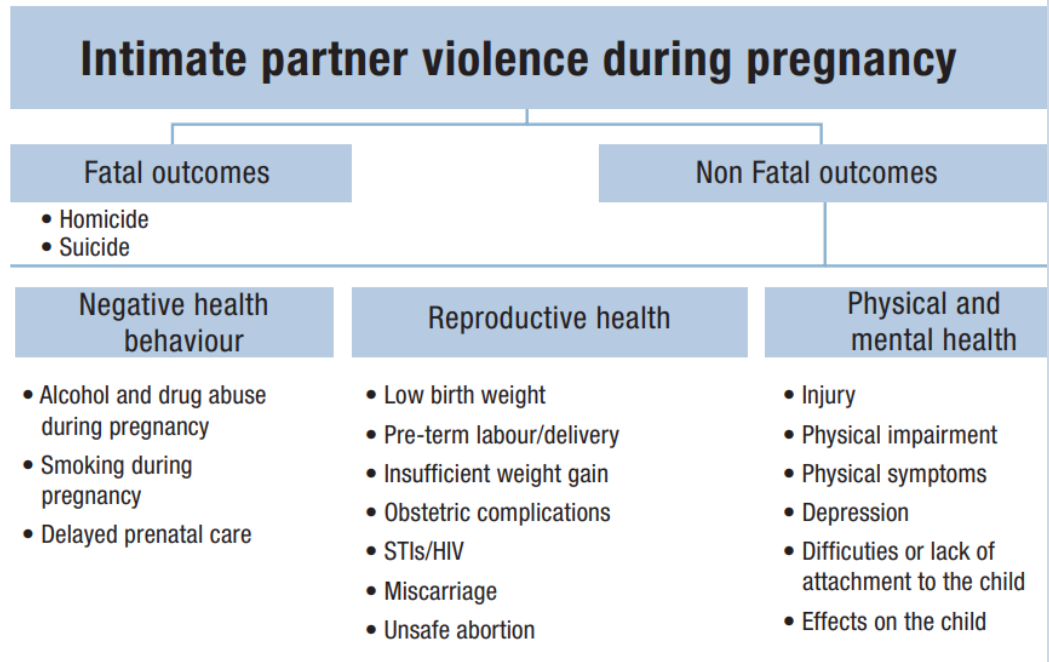 Intimate partner violence during pregnancy
Fatal outcomes
Non Fatal outcomes
• Homicide
• Suicide
Negative health
behaviour
• Alcohol and drug abuse
during pregnancy
• Smoking during
pregnancy
• Delayed prenatal care
Reproductive health
• Low birth weight
• Pre-term labour/delivery
• Insufficient weight gain
• Obstetric complications
• STIs/HIV
• Miscarriage
• Unsafe abortion
Physical and
mental health
• Injury
• Physical impairment
• Physical symptoms
• Depression
• Difficuties or lack of
attachment to the child
• Effects on the child